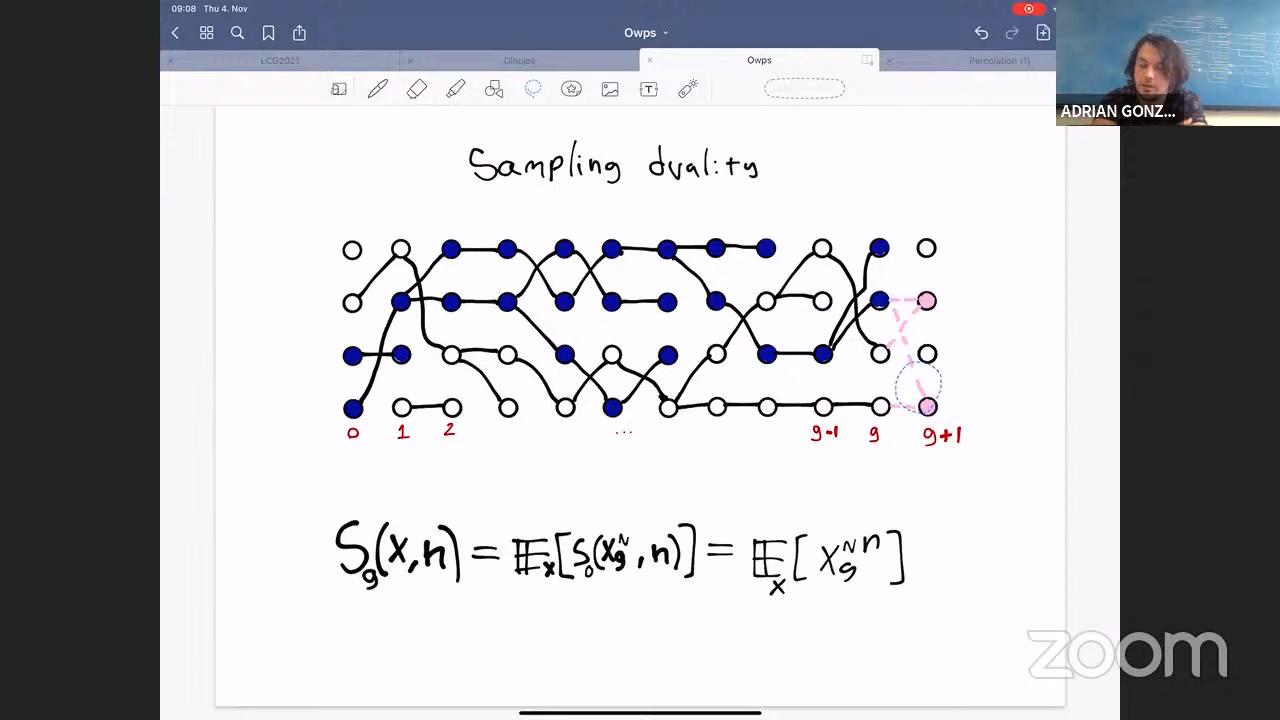 09:08 Thu 4. Nov
Owps
LCG2021
Dihujos
Owps
Percolation (1)
ADRIAN GONZ...
Sampling duality
0 1 2 ... g-1 g g+1
S_g(x,n) = 𝔼_x[S_0(X_g^N, n)] = 𝔼_x[X_g^N n]
zoom